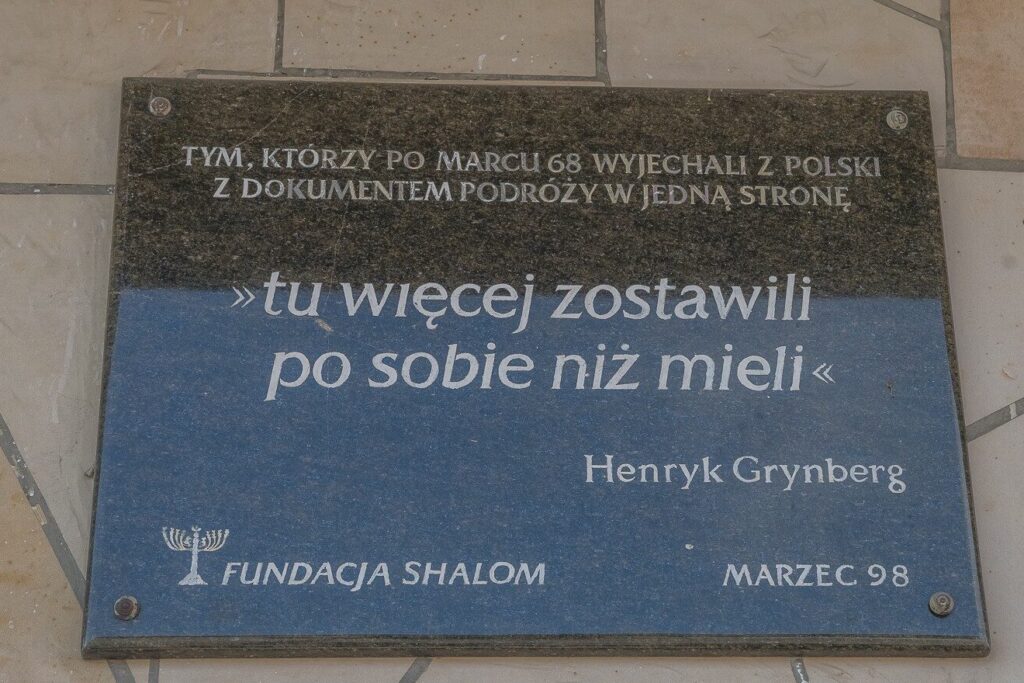 TYM, KTÓRZY PO MARCU 68 WYJECHALI Z POLSKI
Z DOKUMENTEM PODRÓŻY W JEDNĄ STRONĘ
»tu więcej zostawili
po sobie niż mieli«
Henryk Grynberg
FUNDACJA SHALOM
MARZEC 98